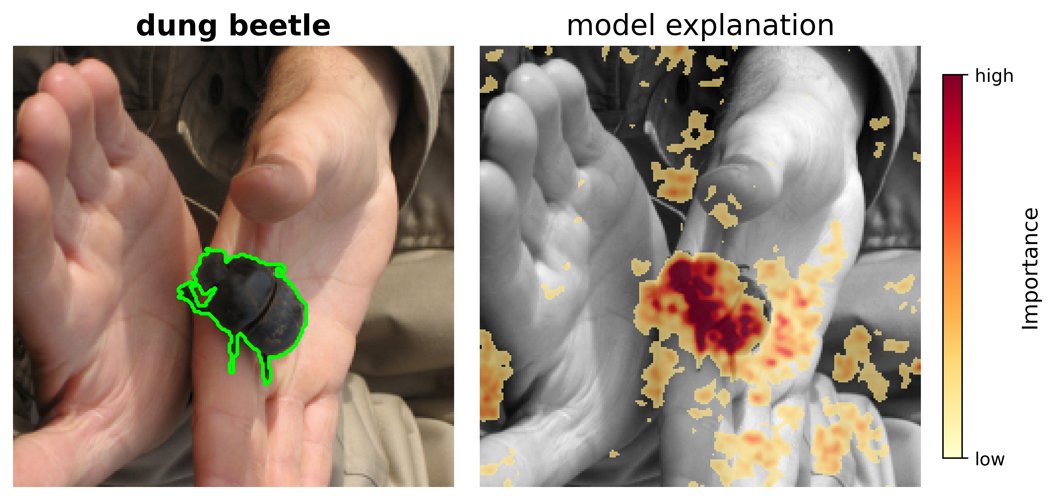 dung beetle
model explanation
high
Importance
low